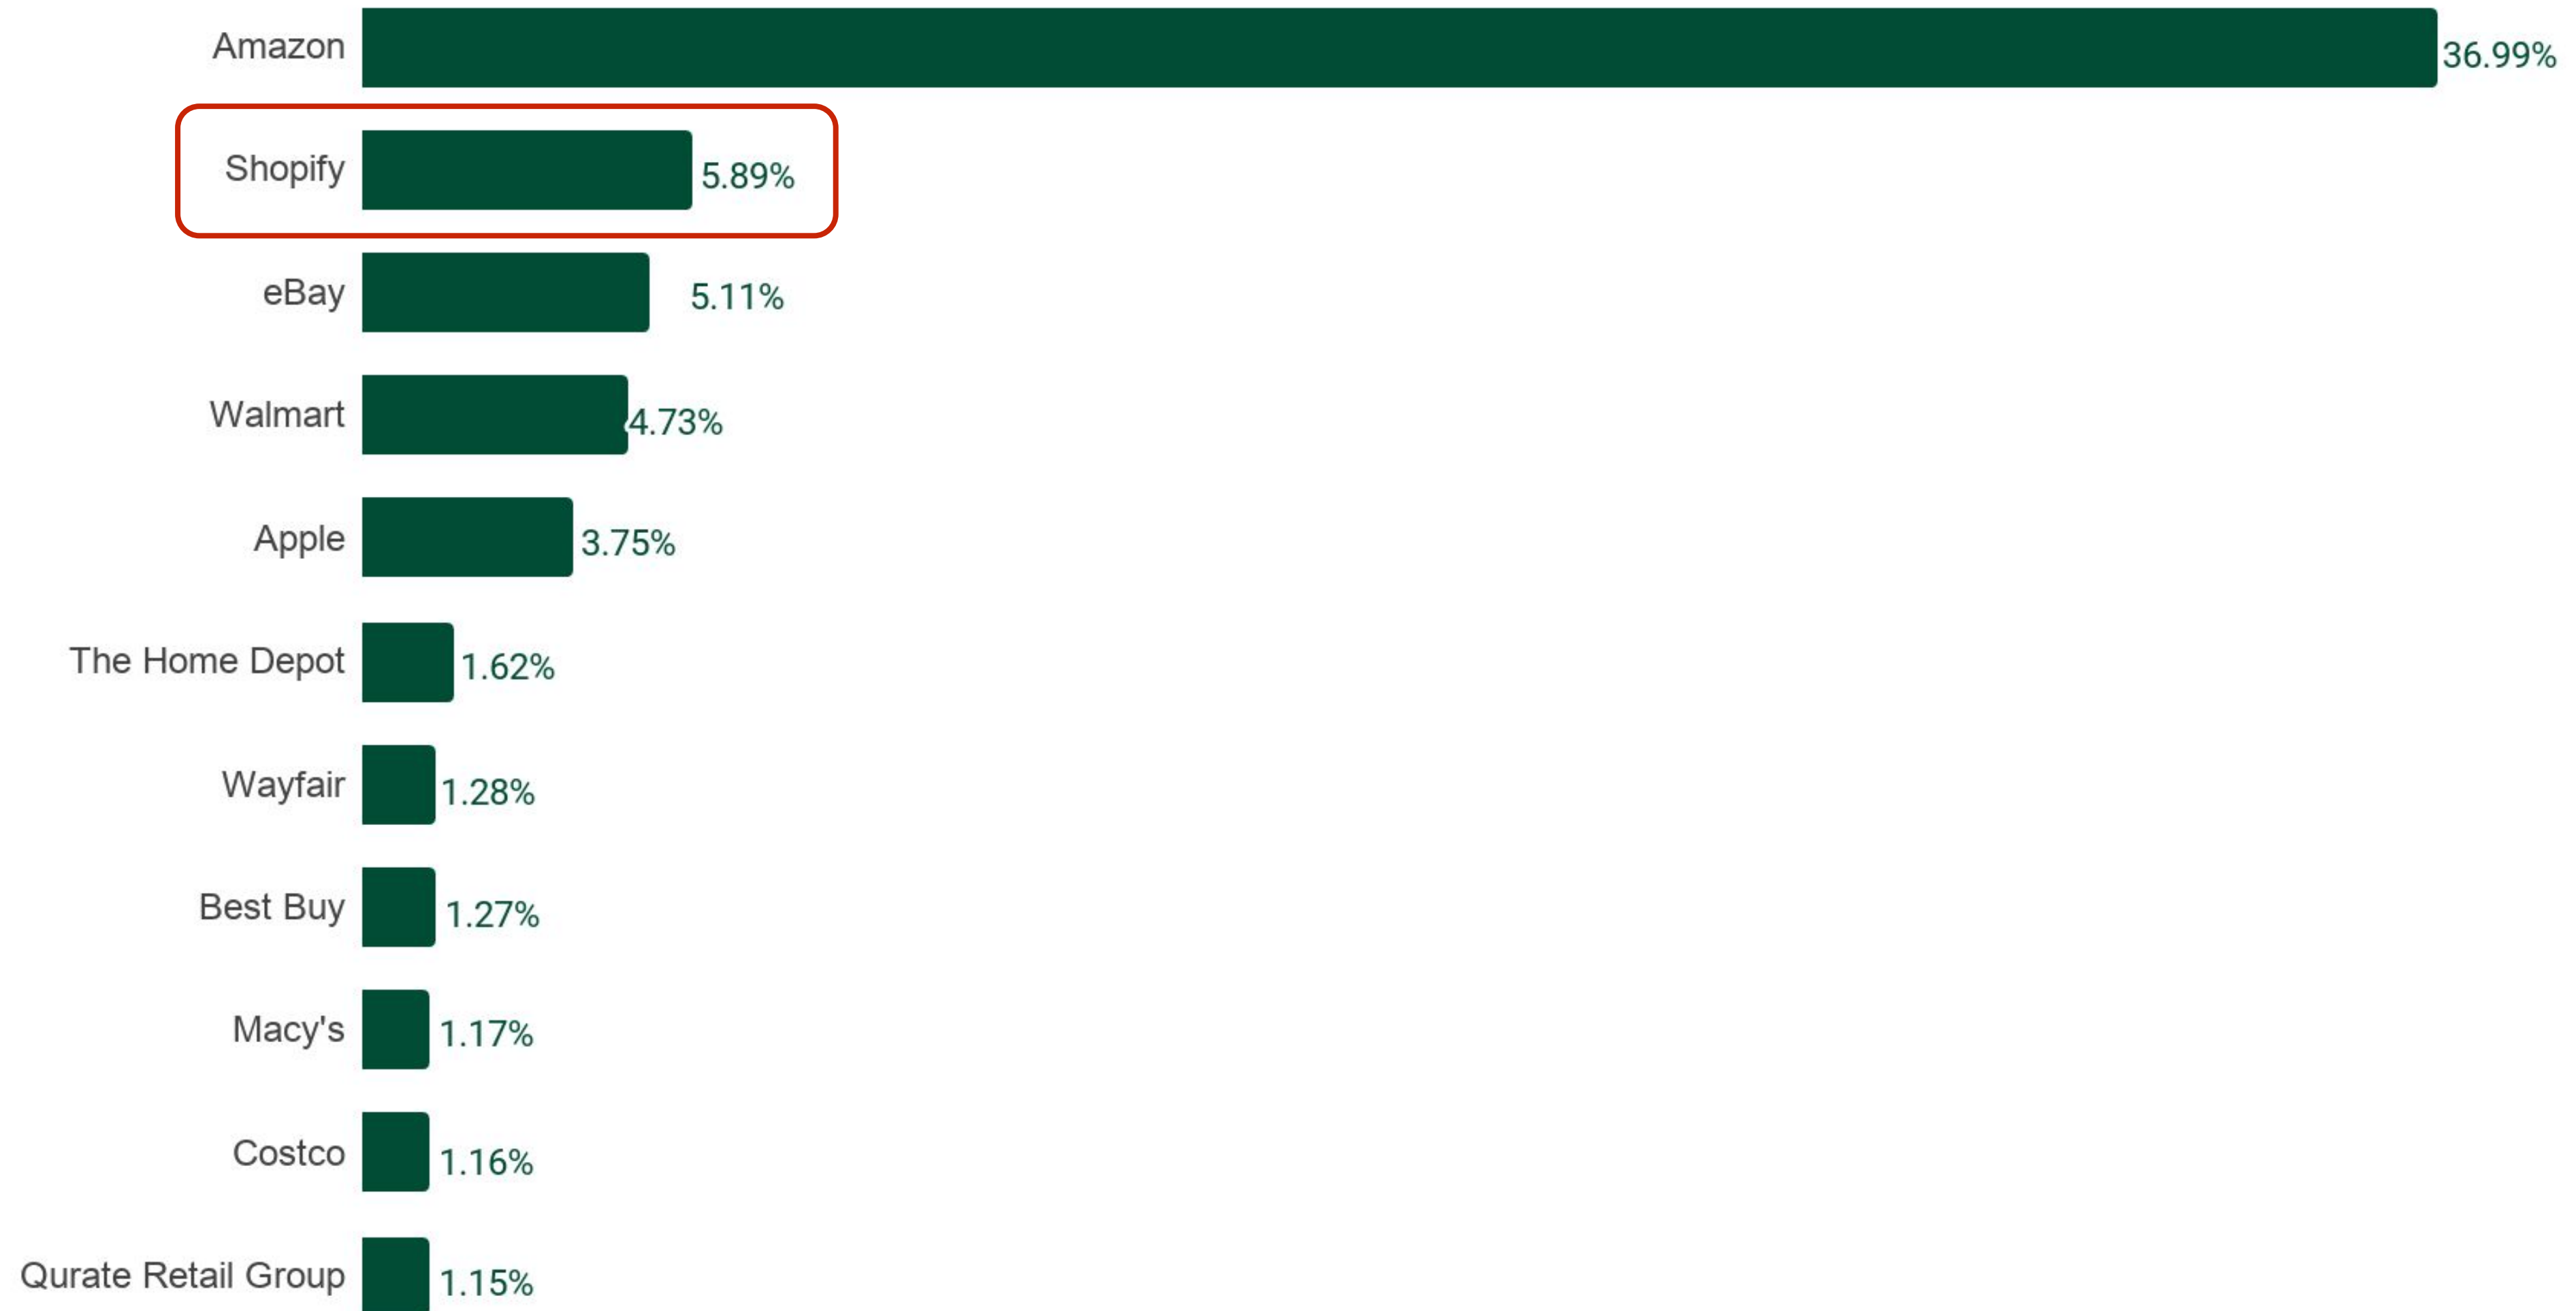 Amazon 36.99%
Shopify 5.89%
eBay 5.11%
Walmart 4.73%
Apple 3.75%
The Home Depot 1.62%
Wayfair 1.28%
Best Buy 1.27%
Macy's 1.17%
Costco 1.16%
Qurate Retail Group 1.15%